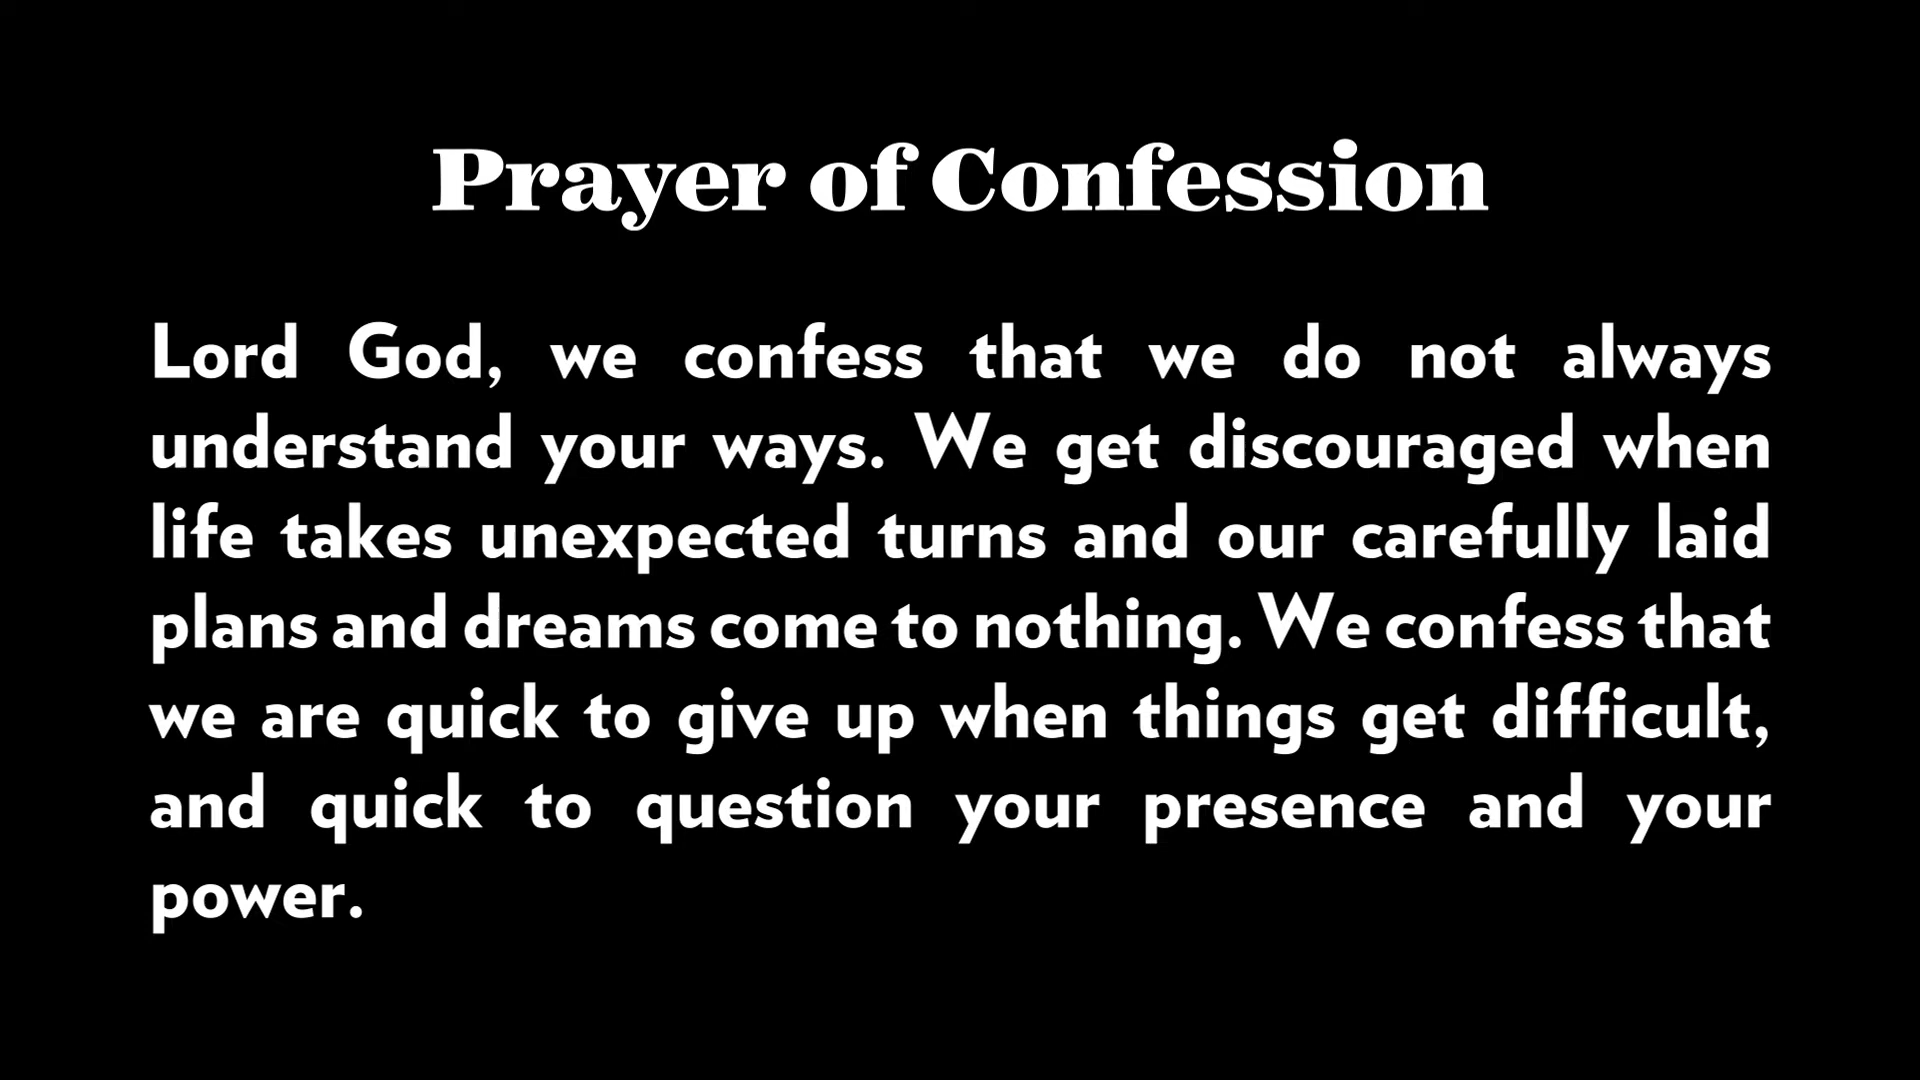 Prayer of Confession
Lord God, we confess that we do not always
understand your ways. We get discouraged when
life takes unexpected turns and our carefully laid
plans and dreams come to nothing. We confess that
we are quick to give up when things get difficult,
and quick to question your presence and your
power.